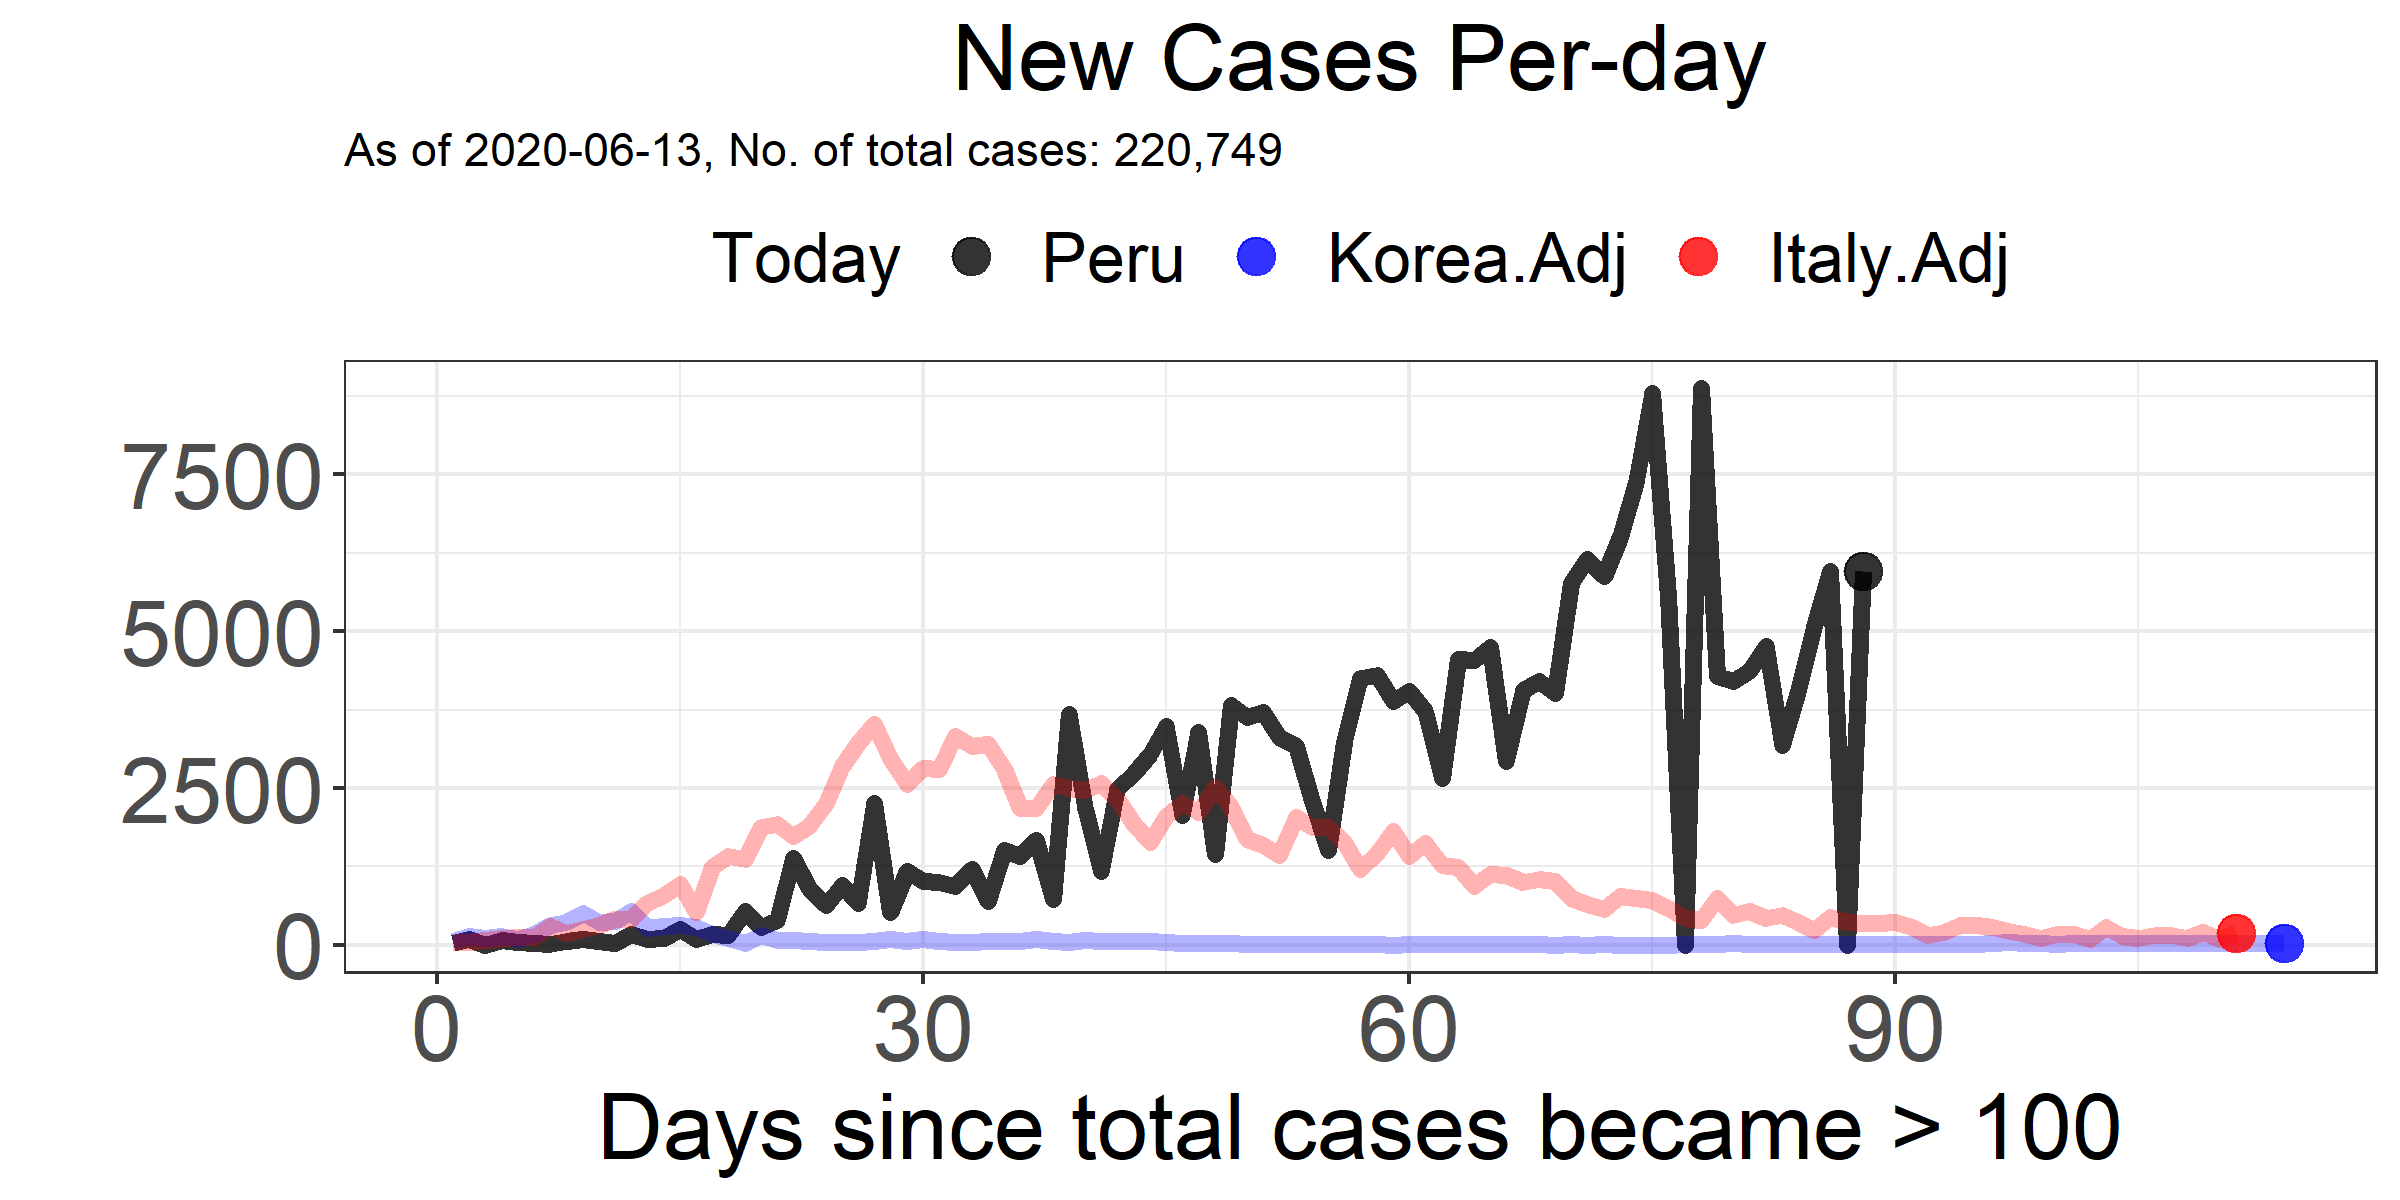 New Cases Per-day
As of 2020-06-13, No. of total cases: 220,749
Today Peru Korea.Adj Italy.Adj
7500
5000
2500
0
0 30 60 90
Days since total cases became > 100